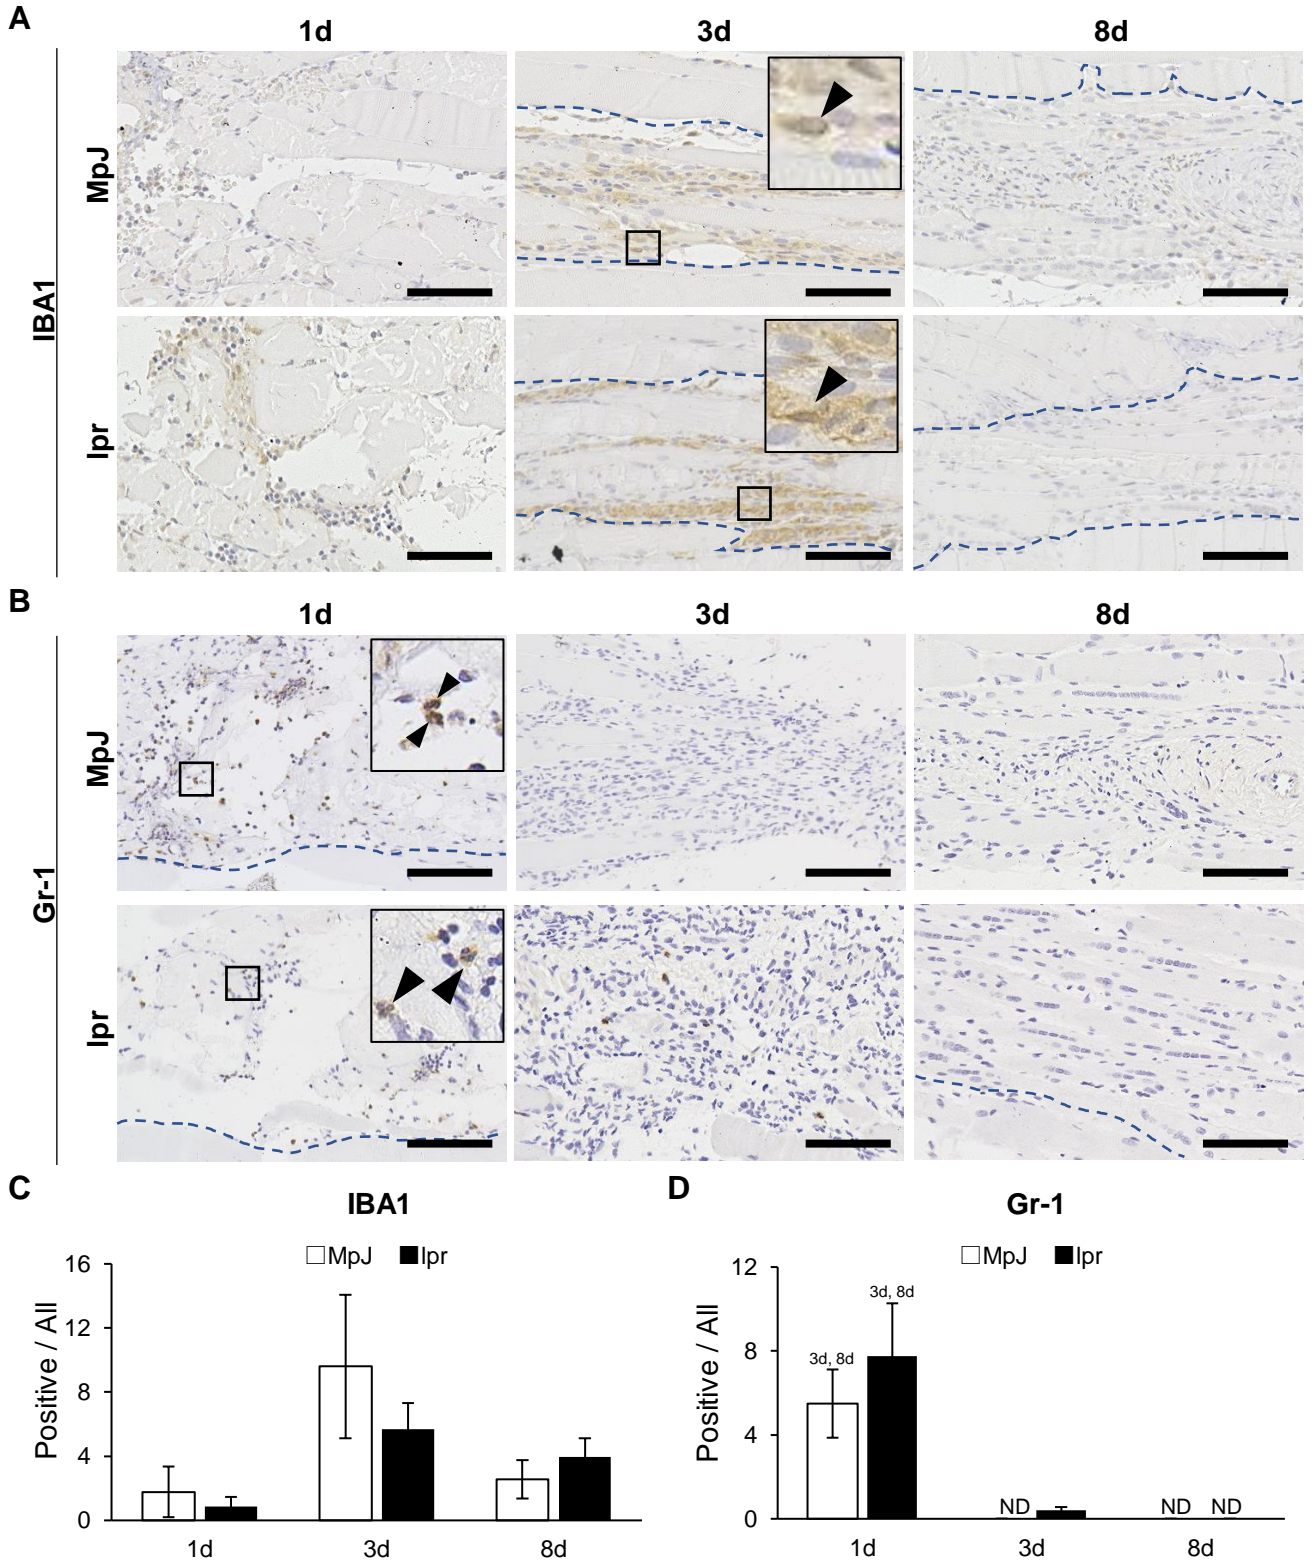 A
1d 3d 8d
IBA1
MpJ
lpr
B
1d 3d 8d
Gr-1
MpJ
lpr
C
IBA1
MpJ lpr
Positive / All
16
12
8
4
0
1d 3d 8d
D
Gr-1
MpJ lpr
Positive / All
12
8
4
0
3d, 8d
3d, 8d
ND ND ND
1d 3d 8d